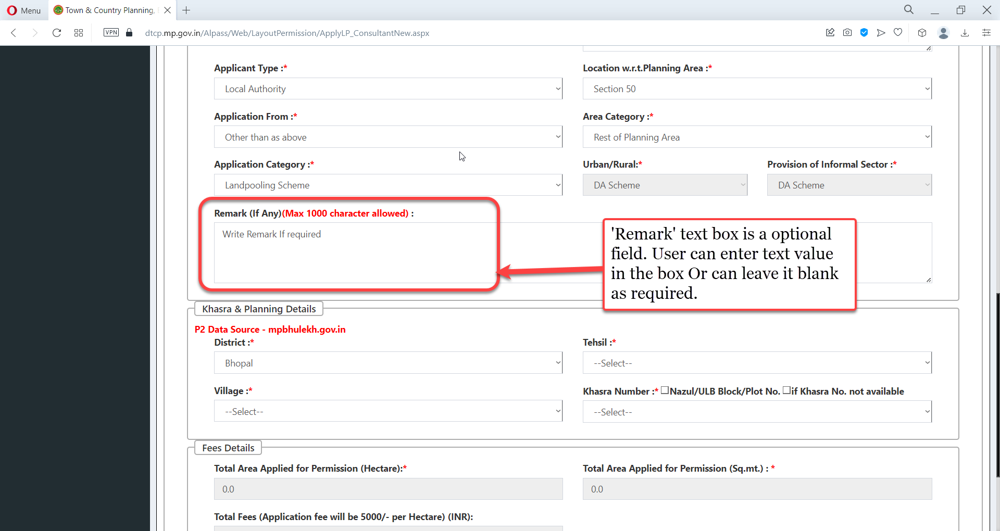 Menu
Town & Country Planning,
VPN
dtcp.mp.gov.in/Alpass/Web/LayoutPermission/ApplyLP_ConsultantNew.aspx
Applicant Type :*
Location w.r.t.Planning Area :*
Local Authority
Section 50
Application From :*
Area Category :*
Other than as above
Rest of Planning Area
Application Category :*
Urban/Rural:*
Provision of Informal Sector :*
Landpooling Scheme
DA Scheme
DA Scheme
Remark (If Any)(Max 1000 character allowed) :
Write Remark If required
'Remark' text box is a optional
field. User can enter text value
in the box Or can leave it blank
as required.
Khasra & Planning Details
P2 Data Source - mpbhulekh.gov.in
District :*
Tehsil :*
Bhopal
--Select--
Village :*
Khasra Number :* Nazul/ULB Block/Plot No. if Khasra No. not available
--Select--
--Select--
Fees Details
Total Area Applied for Permission (Hectare):*
Total Area Applied for Permission (Sq.mt.) : *
0.0
0.0
Total Fees (Application fee will be 5000/- per Hectare) (INR):